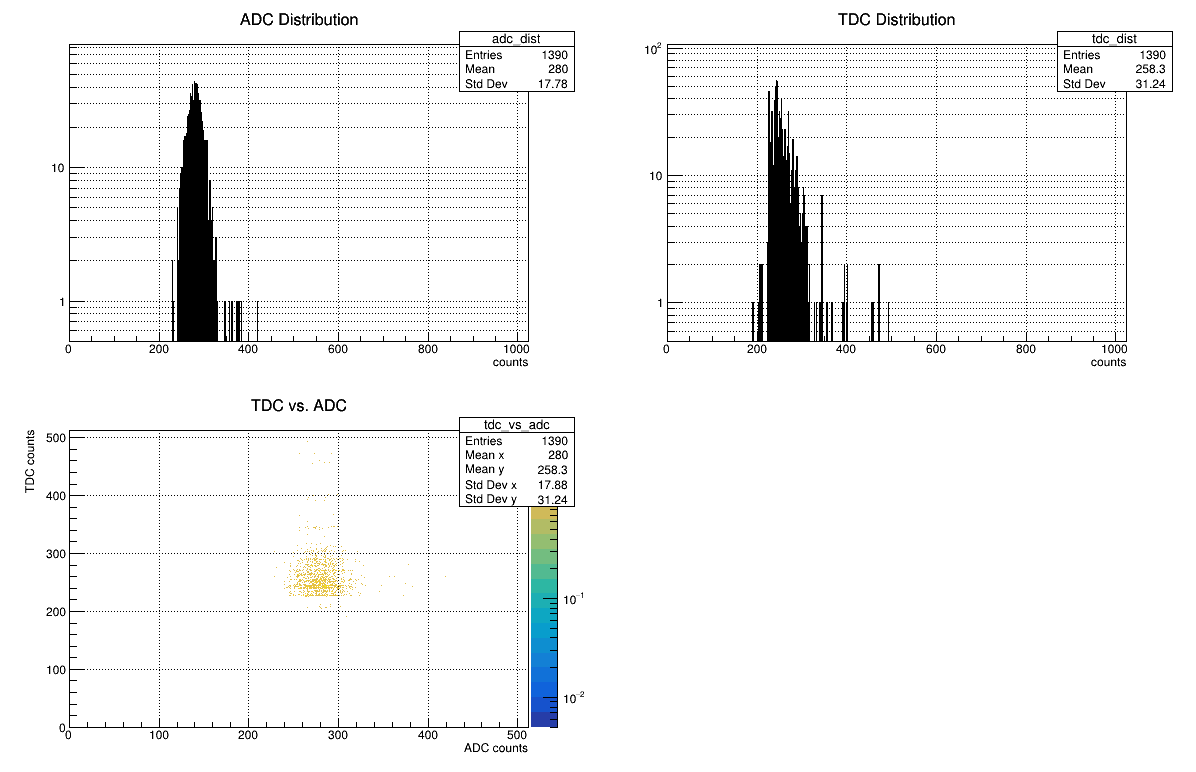 ADC Distribution
adc_dist
Entries 1390
Mean 280
Std Dev 17.78
10
1
0 200 400 600 800 1000
counts
TDC Distribution
tdc_dist
Entries 1390
Mean 258.3
Std Dev 31.24
10²
10
1
0 200 400 600 800 1000
counts
TDC vs. ADC
tdc_vs_adc
Entries 1390
Mean x 280
Mean y 258.3
Std Dev x 17.88
Std Dev y 31.24
TDC counts
500
400
300
200
100
0
0 100 200 300 400 500
ADC counts
10⁻¹
10⁻²